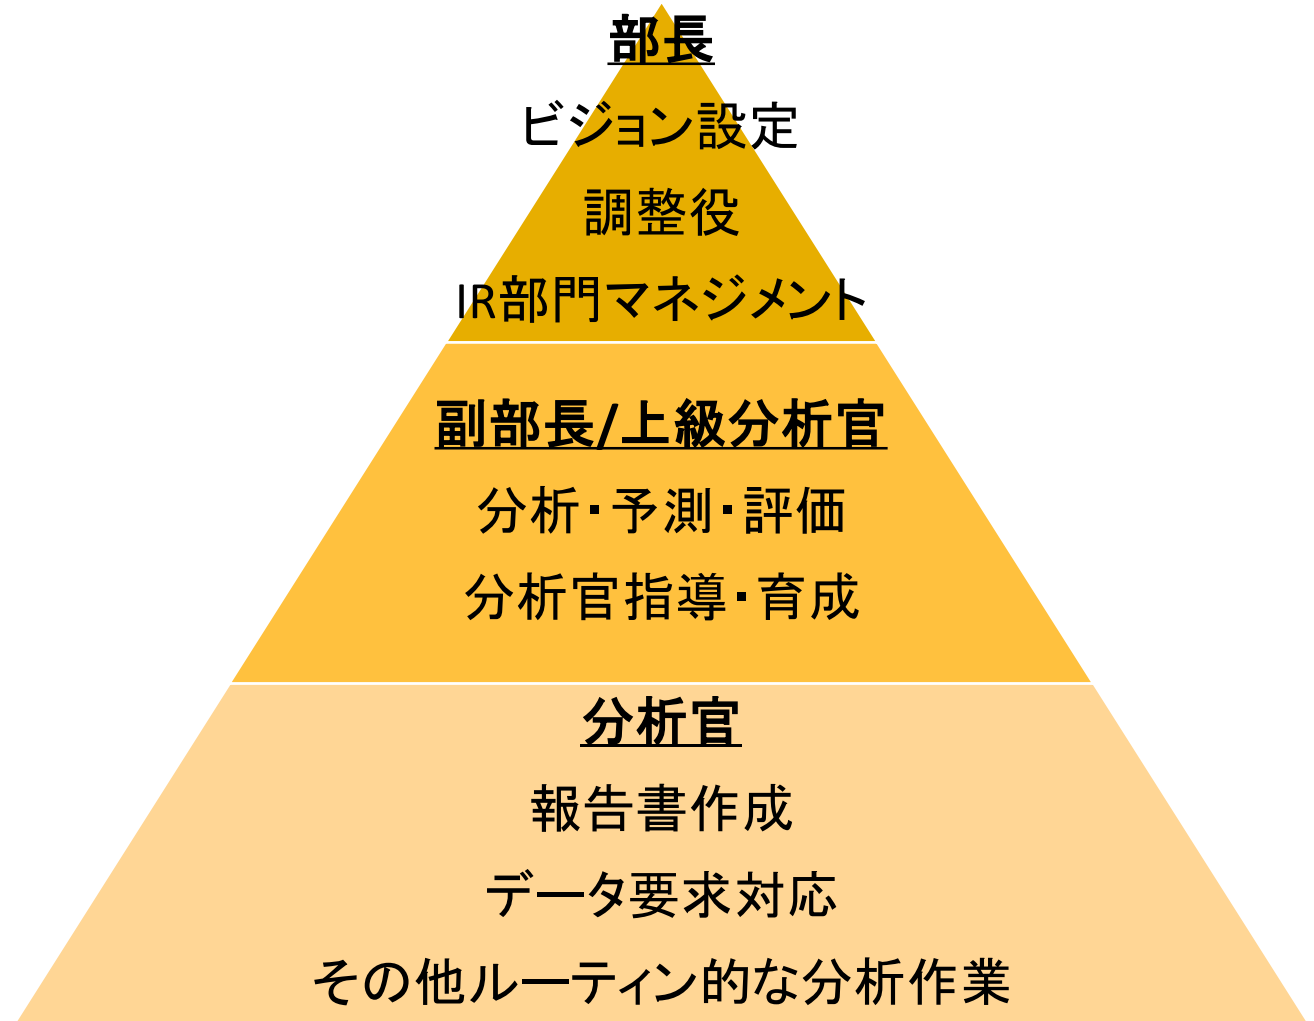 部長
ビジョン設定
調整役
IR部門マネジメント
副部長/上級分析官
分析・予測・評価
分析官指導・育成
分析官
報告書作成
データ要求対応
その他ルーティン的な分析作業